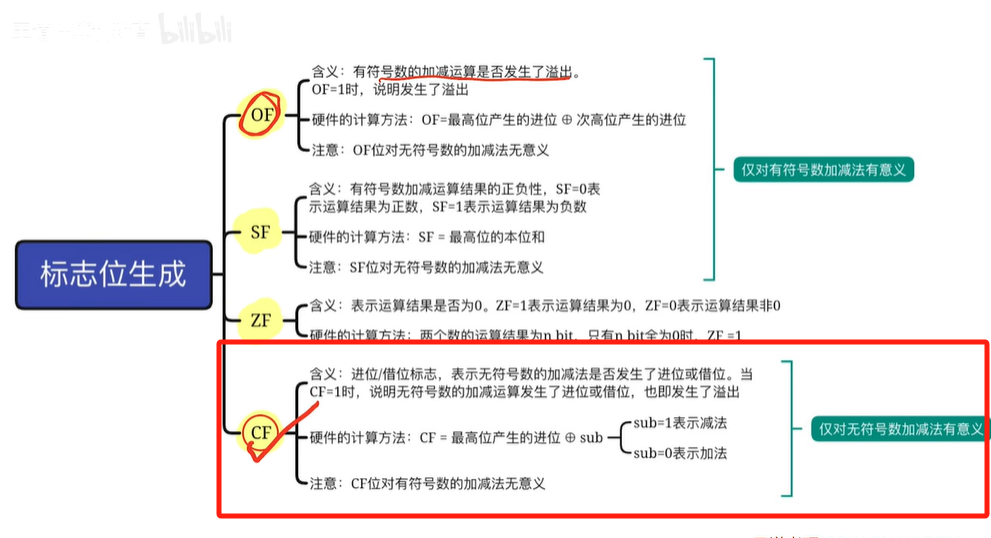 bilibili
含义：有符号数的加减运算是否发生了溢出。
OF=1时，说明发生了溢出
OF
硬件的计算方法：OF=最高位产生的进位 ⊕ 次高位产生的进位
注意：OF位对无符号数的加减法无意义
仅对有符号数加减法有意义
含义：有符号数加减运算结果的正负性，SF=0表
示运算结果为正数，SF=1表示运算结果为负数
SF
硬件的计算方法：SF = 最高位的本位和
注意：SF位对无符号数的加减法无意义
标志位生成
含义：表示运算结果是否为0。ZF=1表示运算结果为0，ZF=0表示运算结果非0
ZF
硬件的计算方法：两个数的运算结果为n bit，只有n bit全为0时，ZF =1
含义：进位/借位标志，表示无符号数的加减法是否发生了进位或借位。当
CF=1时，说明无符号数的加减运算发生了进位或借位，也即发生了溢出
CF
硬件的计算方法：CF = 最高位产生的进位 ⊕ sub
sub=1表示减法
sub=0表示加法
仅对无符号数加减法有意义
注意：CF位对有符号数的加减法无意义